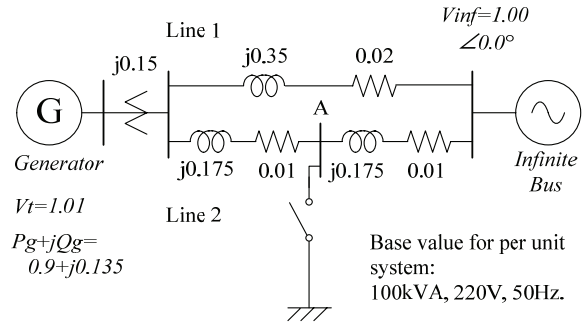 Vinf=1.00
∠0.0°
Line 1
j0.15
j0.35
0.02
A
G
j0.175
0.01
j0.175
0.01
Generator
Infinite
Bus
Vt=1.01
Line 2
Pg+jQg=
0.9+j0.135
Base value for per unit
system:
100kVA, 220V, 50Hz.